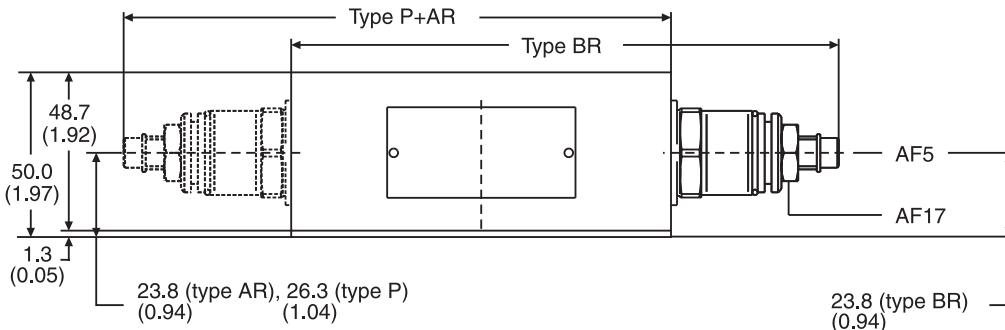 Type P+AR
Type BR
48.7
(1.92)
50.0
(1.97)
AF5
AF17
1.3
(0.05)
23.8 (type AR), 26.3 (type P)
(0.94) (1.04)
23.8 (type BR)
(0.94)